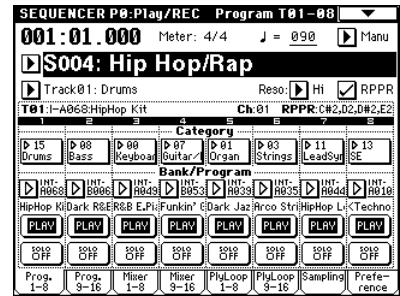 SEQUENCER P0:Play/REC Program T01-08
001:01.000 Meter: 4/4 ♩ = 090 Manu
S004: Hip Hop/Rap
Track01: Drums Reso: Hi RPPR
T01:I-A068:HipHop Kit Ch:01 RPPR:C#2,D2,D#2,E2
1 2 3 4 5 6 7 8
Category
15 08 00 07 01 03 11 13
Drums Bass Keyboar Guitar/ Organ Strings LeadSyn SE
Bank/Program
INT- INT- INT- INT- INT- INT- INT- INT-
A068 B006 A049 B053 A039 A035 A044 A010
HipHop Ki Dark R&B R&B E.Pi Funkin' G Dark Jaz Arco Stri HipHop L <Techno
PLAY PLAY PLAY PLAY PLAY PLAY PLAY PLAY
SOLO OFF SOLO OFF SOLO OFF SOLO OFF SOLO OFF SOLO OFF SOLO OFF SOLO OFF
Prog. Prog. Mixer Mixer PlyLoop PlyLoop Sampling Prefe-
1-8 9-16 1-8 9-16 1-8 9-16 rence